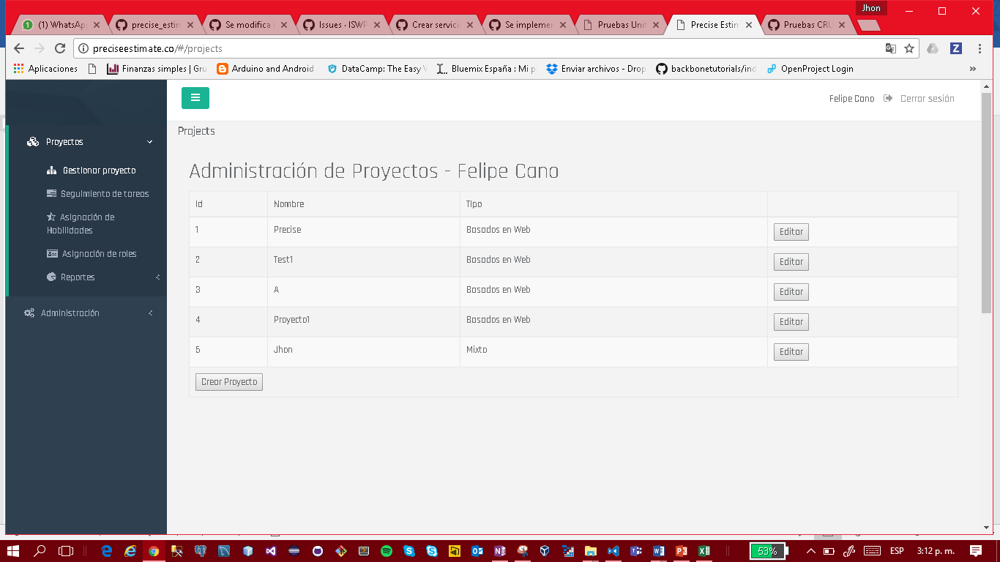 Jhon
(1) WhatsAp
precise_estin
Se modifica
Issues · ISWP
Crear servici
Se implemen
Pruebas Unit
Precise Estim
Pruebas CRU
preciseestimate.co/#/projects
Aplicaciones
Finanzas simples | Gru
Arduino and Android
DataCamp: The Easy
Bluemix España : Mi p
Enviar archivos - Drop
backbonetutorials/ind
OpenProject Login
»
Felipe Cano
Cerrar sesión
Proyectos
Gestionar proyecto
Seguimiento de tareas
Asignación de
Habilidades
Asignación de roles
Reportes
Administración
Projects
Administración de Proyectos - Felipe Cano
Id Nombre Tipo
1 Precise Basados en Web Editar
2 Test1 Basados en Web Editar
3 A Basados en Web Editar
4 Proyecto1 Basados en Web Editar
5 Jhon Mixto Editar
Crear Proyecto
53%
ESP
3:12 p. m.